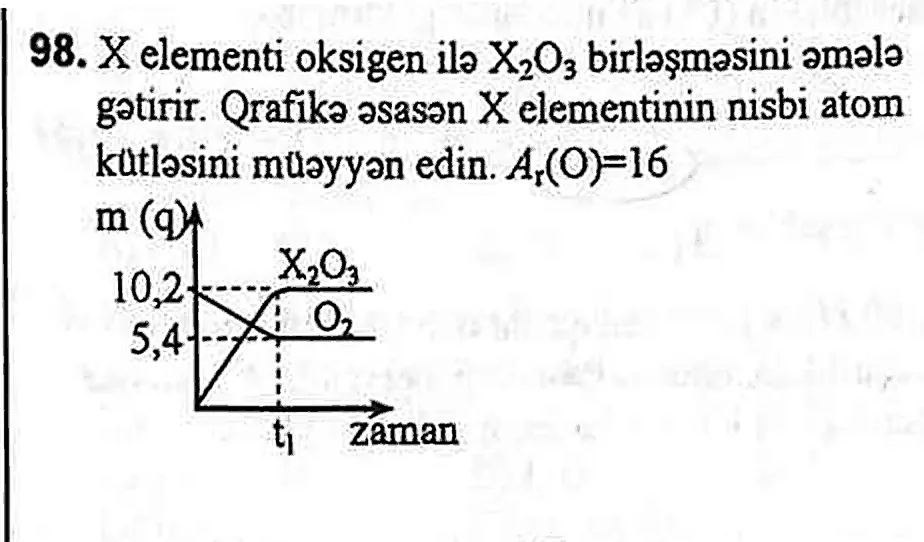 98. X elementi oksigen ilə X₂O₃ birləşməsini əmələ
gətirir. Qrafikə əsasən X elementinin nisbi atom
kütləsini müəyyən edin. Aᵣ(O)=16
m (q)
X₂O₃
10,2
O₂
5,4
t₁ zaman